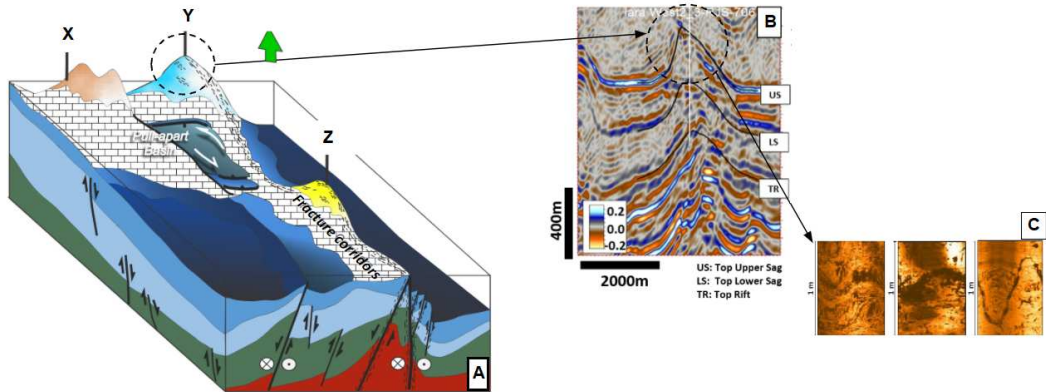 X
Y
Z
Pull-apart
Basin
Fracture corridors
A
B
US
LS
TR
400m
0.2
0.0
-0.2
2000m
US: Top Upper Sag
LS: Top Lower Sag
TR: Top Rift
C
1 m
1 m
1 m